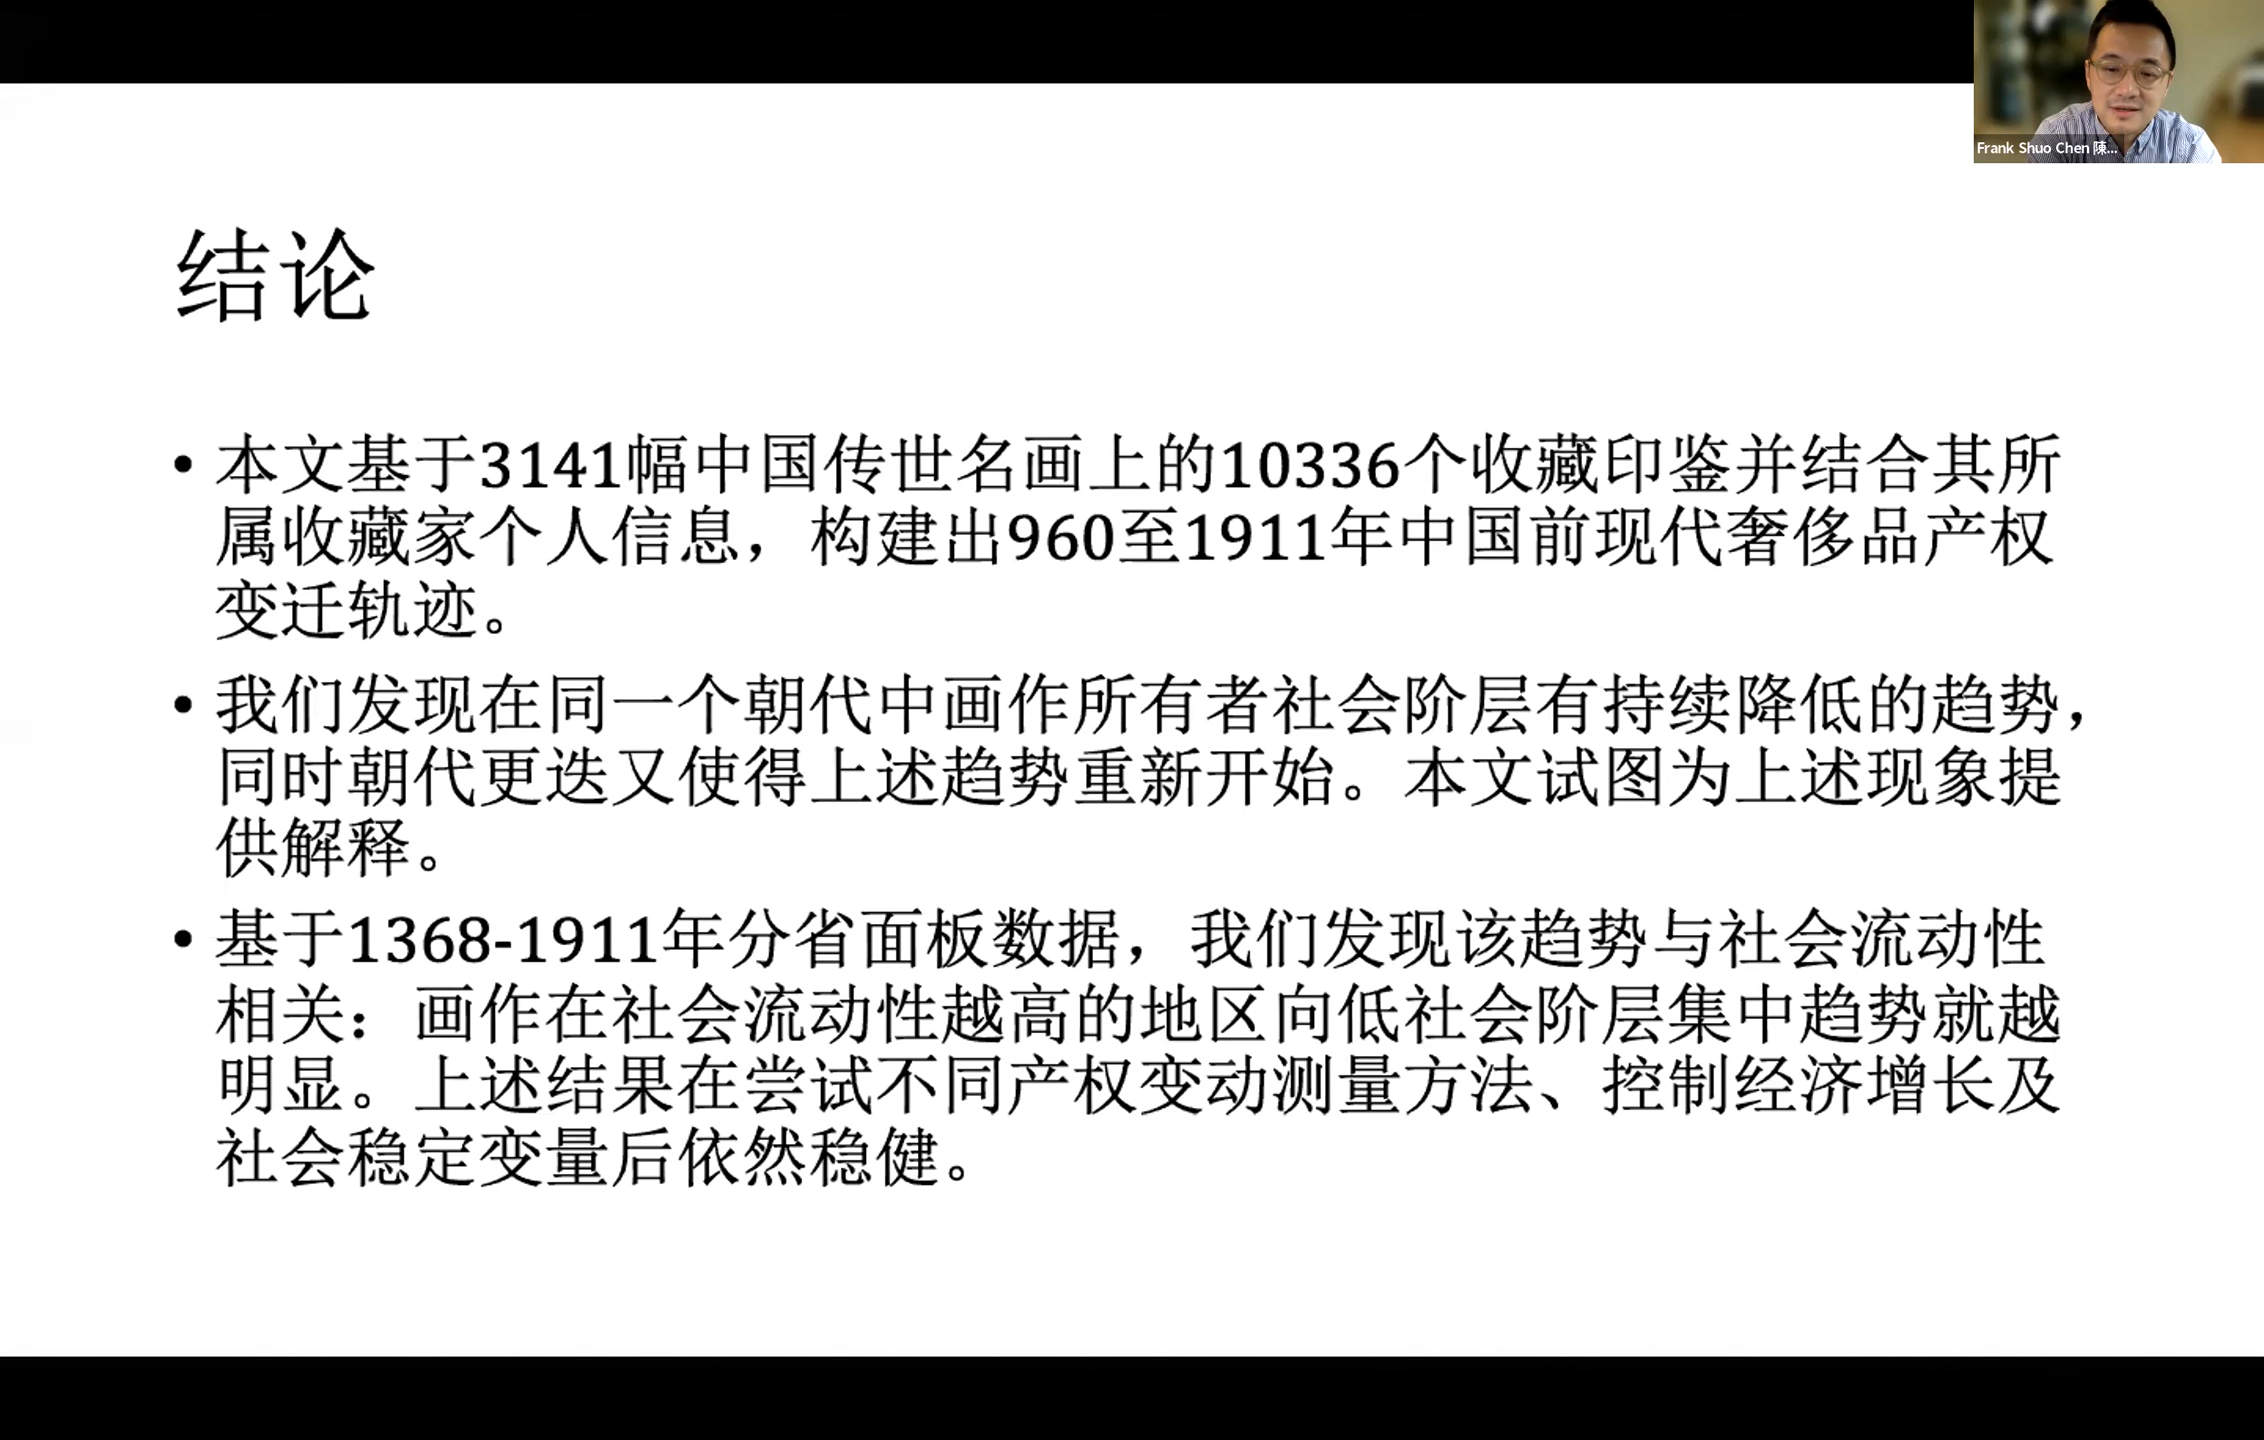 Frank Shuo Chen 陳...
结论
• 本文基于3141幅中国传世名画上的10336个收藏印鉴并结合其所
属收藏家个人信息，构建出960至1911年中国前现代奢侈品产权
变迁轨迹。
• 我们发现在同一个朝代中画作所有者社会阶层有持续降低的趋势，
同时朝代更迭又使得上述趋势重新开始。本文试图为上述现象提
供解释。
• 基于1368-1911年分省面板数据，我们发现该趋势与社会流动性
相关：画作在社会流动性越高的地区向低社会阶层集中趋势就越
明显。上述结果在尝试不同产权变动测量方法、控制经济增长及
社会稳定变量后依然稳健。